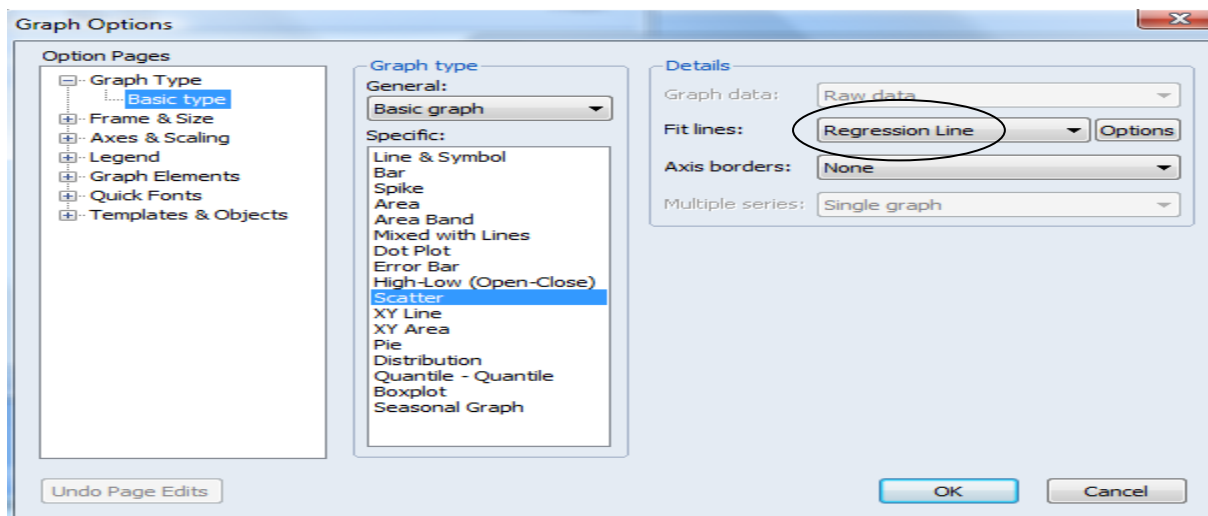 Graph Options
Option Pages
Graph Type
Basic type
Frame & Size
Axes & Scaling
Legend
Graph Elements
Quick Fonts
Templates & Objects
Undo Page Edits
Graph type
General:
Basic graph
Specific:
Line & Symbol
Bar
Spike
Area
Area Band
Mixed with Lines
Dot Plot
Error Bar
High-Low (Open-Close)
Scatter
XY Line
XY Area
Pie
Distribution
Quantile - Quantile
Boxplot
Seasonal Graph
Details
Graph data: Raw data
Fit lines: Regression Line Options
Axis borders: None
Multiple series: Single graph
OK Cancel